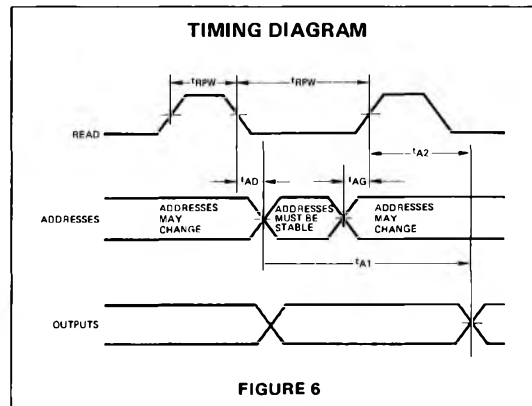 TIMING DIAGRAM
tRPW
tRPW
READ
tA2
tAD
tAG
ADDRESSES
ADDRESSES
MAY
CHANGE
ADDRESSES
MUST BE
STABLE
ADDRESSES
MAY
CHANGE
tA1
OUTPUTS
FIGURE 6